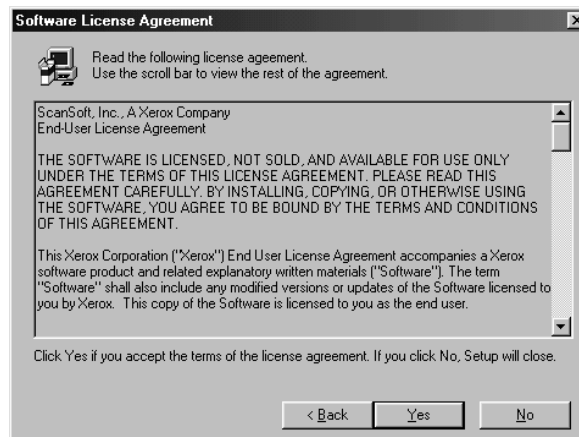 Software License Agreement
Read the following license ageement.
Use the scroll bar to view the rest of the agreement.
ScanSoft, Inc., A Xerox Company
End-User License Agreement
THE SOFTWARE IS LICENSED, NOT SOLD, AND AVAILABLE FOR USE ONLY
UNDER THE TERMS OF THIS LICENSE AGREEMENT. PLEASE READ THIS
AGREEMENT CAREFULLY. BY INSTALLING, COPYING, OR OTHERWISE USING
THE SOFTWARE, YOU AGREE TO BE BOUND BY THE TERMS AND CONDITIONS
OF THIS AGREEMENT.
This Xerox Corporation ("Xerox") End User License Agreement accompanies a Xerox
software product and related explanatory written materials ("Software"). The term
"Software" shall also include any modified versions or updates of the Software licensed to
you by Xerox. This copy of the Software is licensed to you as the end user.
Click Yes if you accept the terms of the license agreement. If you click No, Setup will close.
< Back
Yes
No